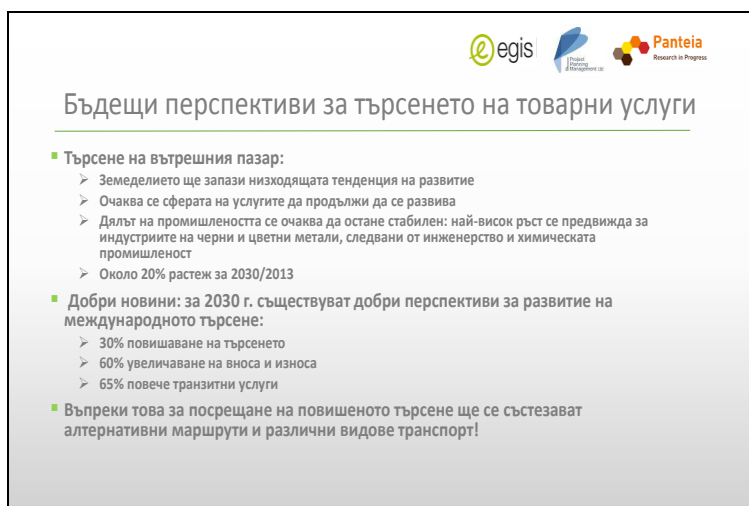 egis
Project
Planning
Management Ltd
Panteia
Research in Progress
Бъдещи перспективи за търсенето на товарни услуги
Търсене на вътрешния пазар:
Земеделието ще запази низходящата тенденция на развитие
Очаква се сферата на услугите да продължи да се развива
Дялът на промишлеността се очаква да остане стабилен: най-висок ръст се предвижда за
индустриите на черни и цветни метали, следвани от инженерство и химическата
промишленост
Около 20% растеж за 2030/2013
Добри новини: за 2030 г. съществуват добри перспективи за развитие на
международното търсене:
30% повишаване на търсенето
60% увеличаване на вноса и износа
65% повече транзитни услуги
Въпреки това за посрещане на повишеното търсене ще се състезават
алтернативни маршрути и различни видове транспорт!